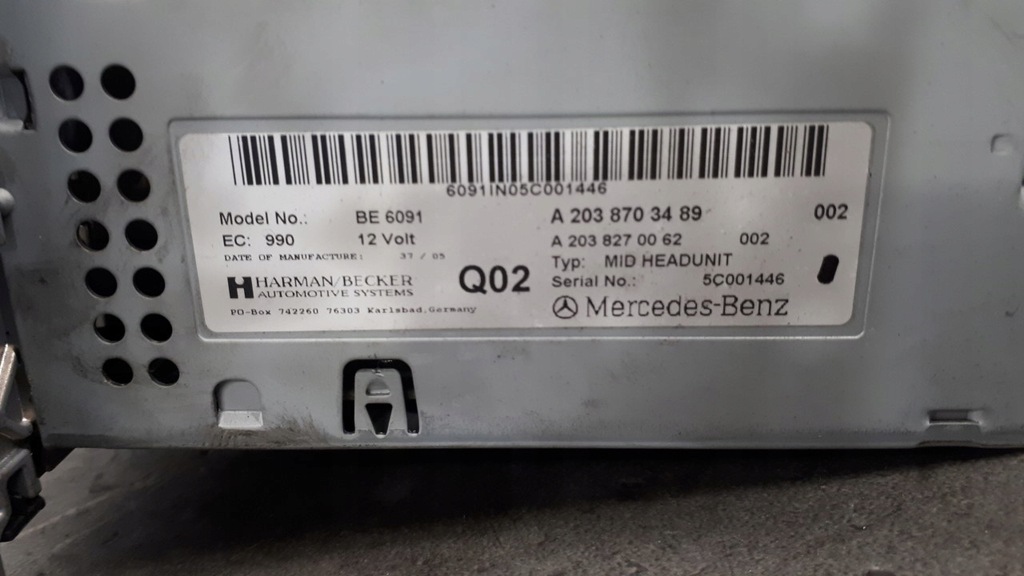 6091IN05C001446
Model No.: BE 6091 A 203 870 34 89 002
EC: 990 12 Volt A 203 827 00 62 002
DATE OF MANUFACTURE: 37 / 05 Typ: MID HEADUNIT
HARMAN/BECKER Q02 Serial No.: 5C001446
AUTOMOTIVE SYSTEMS Mercedes-Benz
PO-Box 742260 76303 Karlsbad,Germany